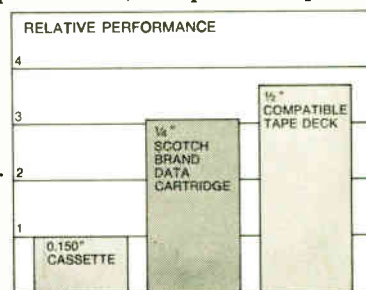 RELATIVE PERFORMANCE
4
3
2
1
0.150"
CASSETTE
¼"
SCOTCH
BRAND
DATA
CARTRIDGE
½"
COMPATIBLE
TAPE DECK